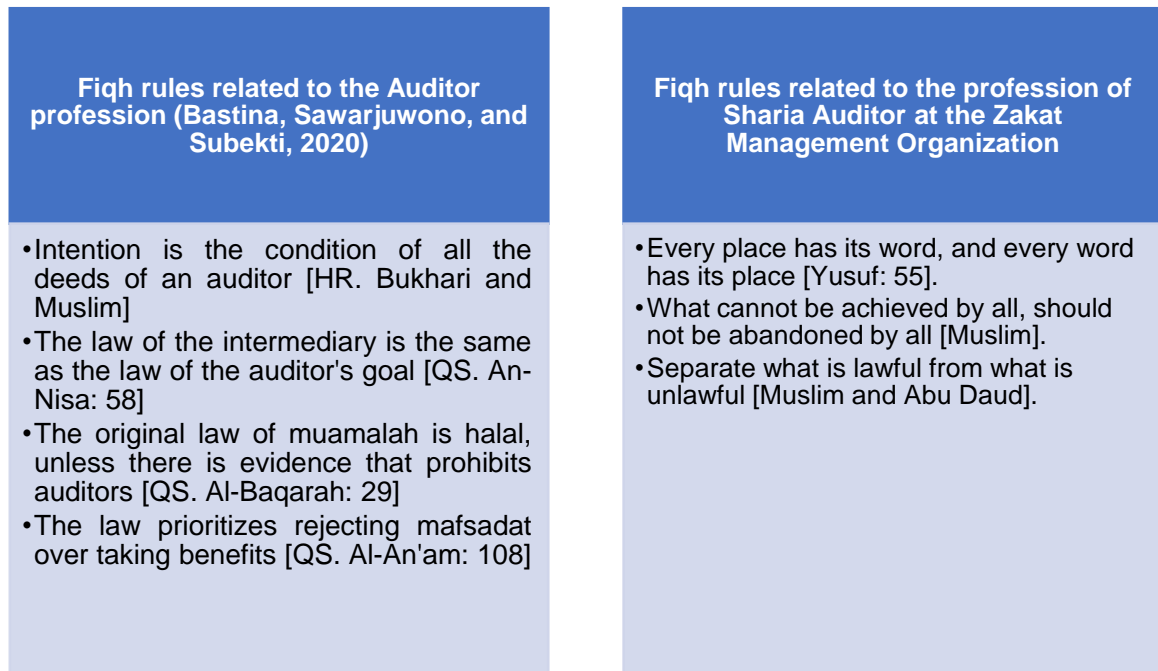 Fiqh rules related to the Auditor
profession (Bastina, Sawarjuwono, and
Subekti, 2020)
•Intention is the condition of all the
deeds of an auditor [HR. Bukhari and
Muslim]
•The law of the intermediary is the same
as the law of the auditor's goal [QS. An-
Nisa: 58]
•The original law of muamalah is halal,
unless there is evidence that prohibits
auditors [QS. Al-Baqarah: 29]
•The law prioritizes rejecting mafsadat
over taking benefits [QS. Al-An'am: 108]
Fiqh rules related to the profession of
Sharia Auditor at the Zakat
Management Organization
•Every place has its word, and every word
has its place [Yusuf: 55].
•What cannot be achieved by all, should
not be abandoned by all [Muslim].
•Separate what is lawful from what is
unlawful [Muslim and Abu Daud].